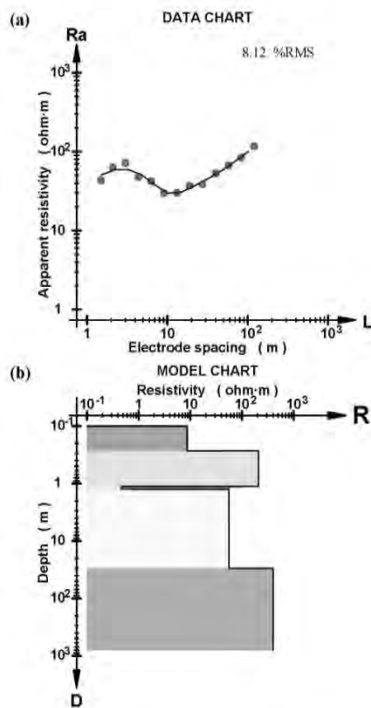 (a)
DATA CHART
Ra
8.12 %RMS
Apparent resistivity ( ohm·m )
10³
10²
10
1
1
10
10²
10³
L
Electrode spacing ( m )
(b)
MODEL CHART
Resistivity ( ohm·m )
10⁻¹
1
10
10²
10³
R
Depth ( m )
10⁻¹
1
10
10²
10³
D